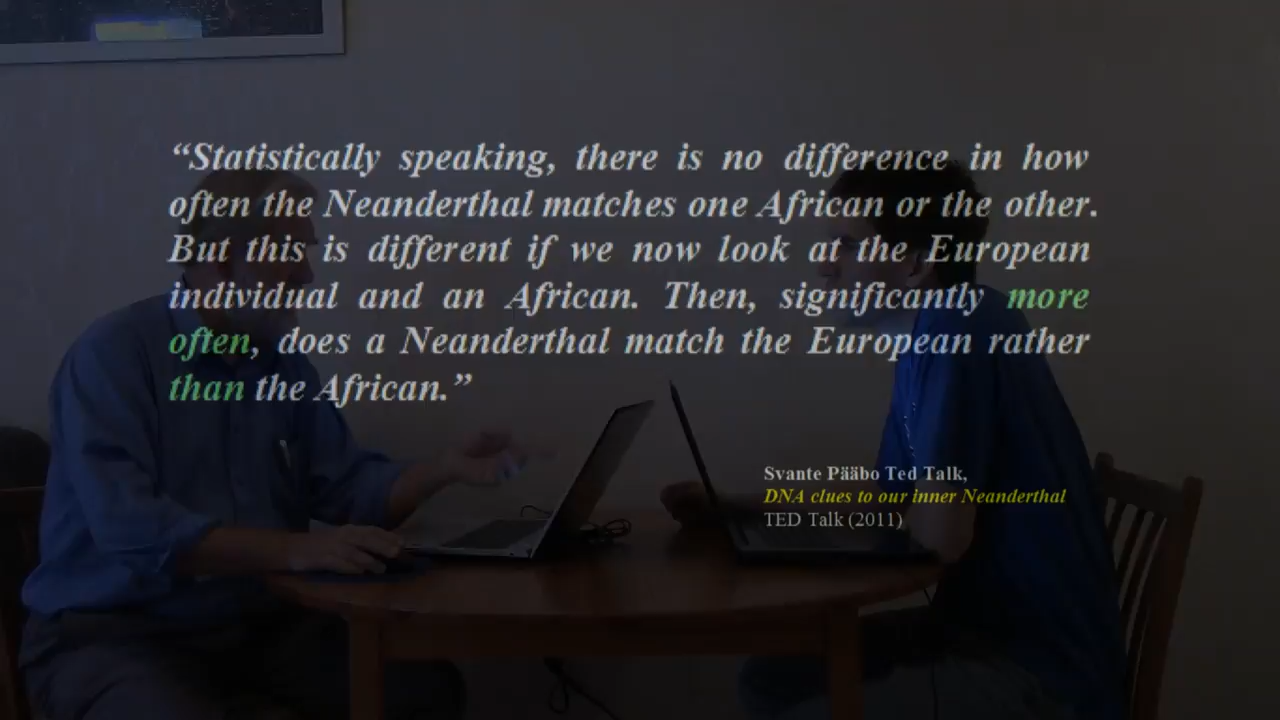 “Statistically speaking, there is no difference in how
often the Neanderthal matches one African or the other.
But this is different if we now look at the European
individual and an African. Then, significantly more
often, does a Neanderthal match the European rather
than the African.”
Svante Pääbo Ted Talk,
DNA clues to our inner Neanderthal
TED Talk (2011)